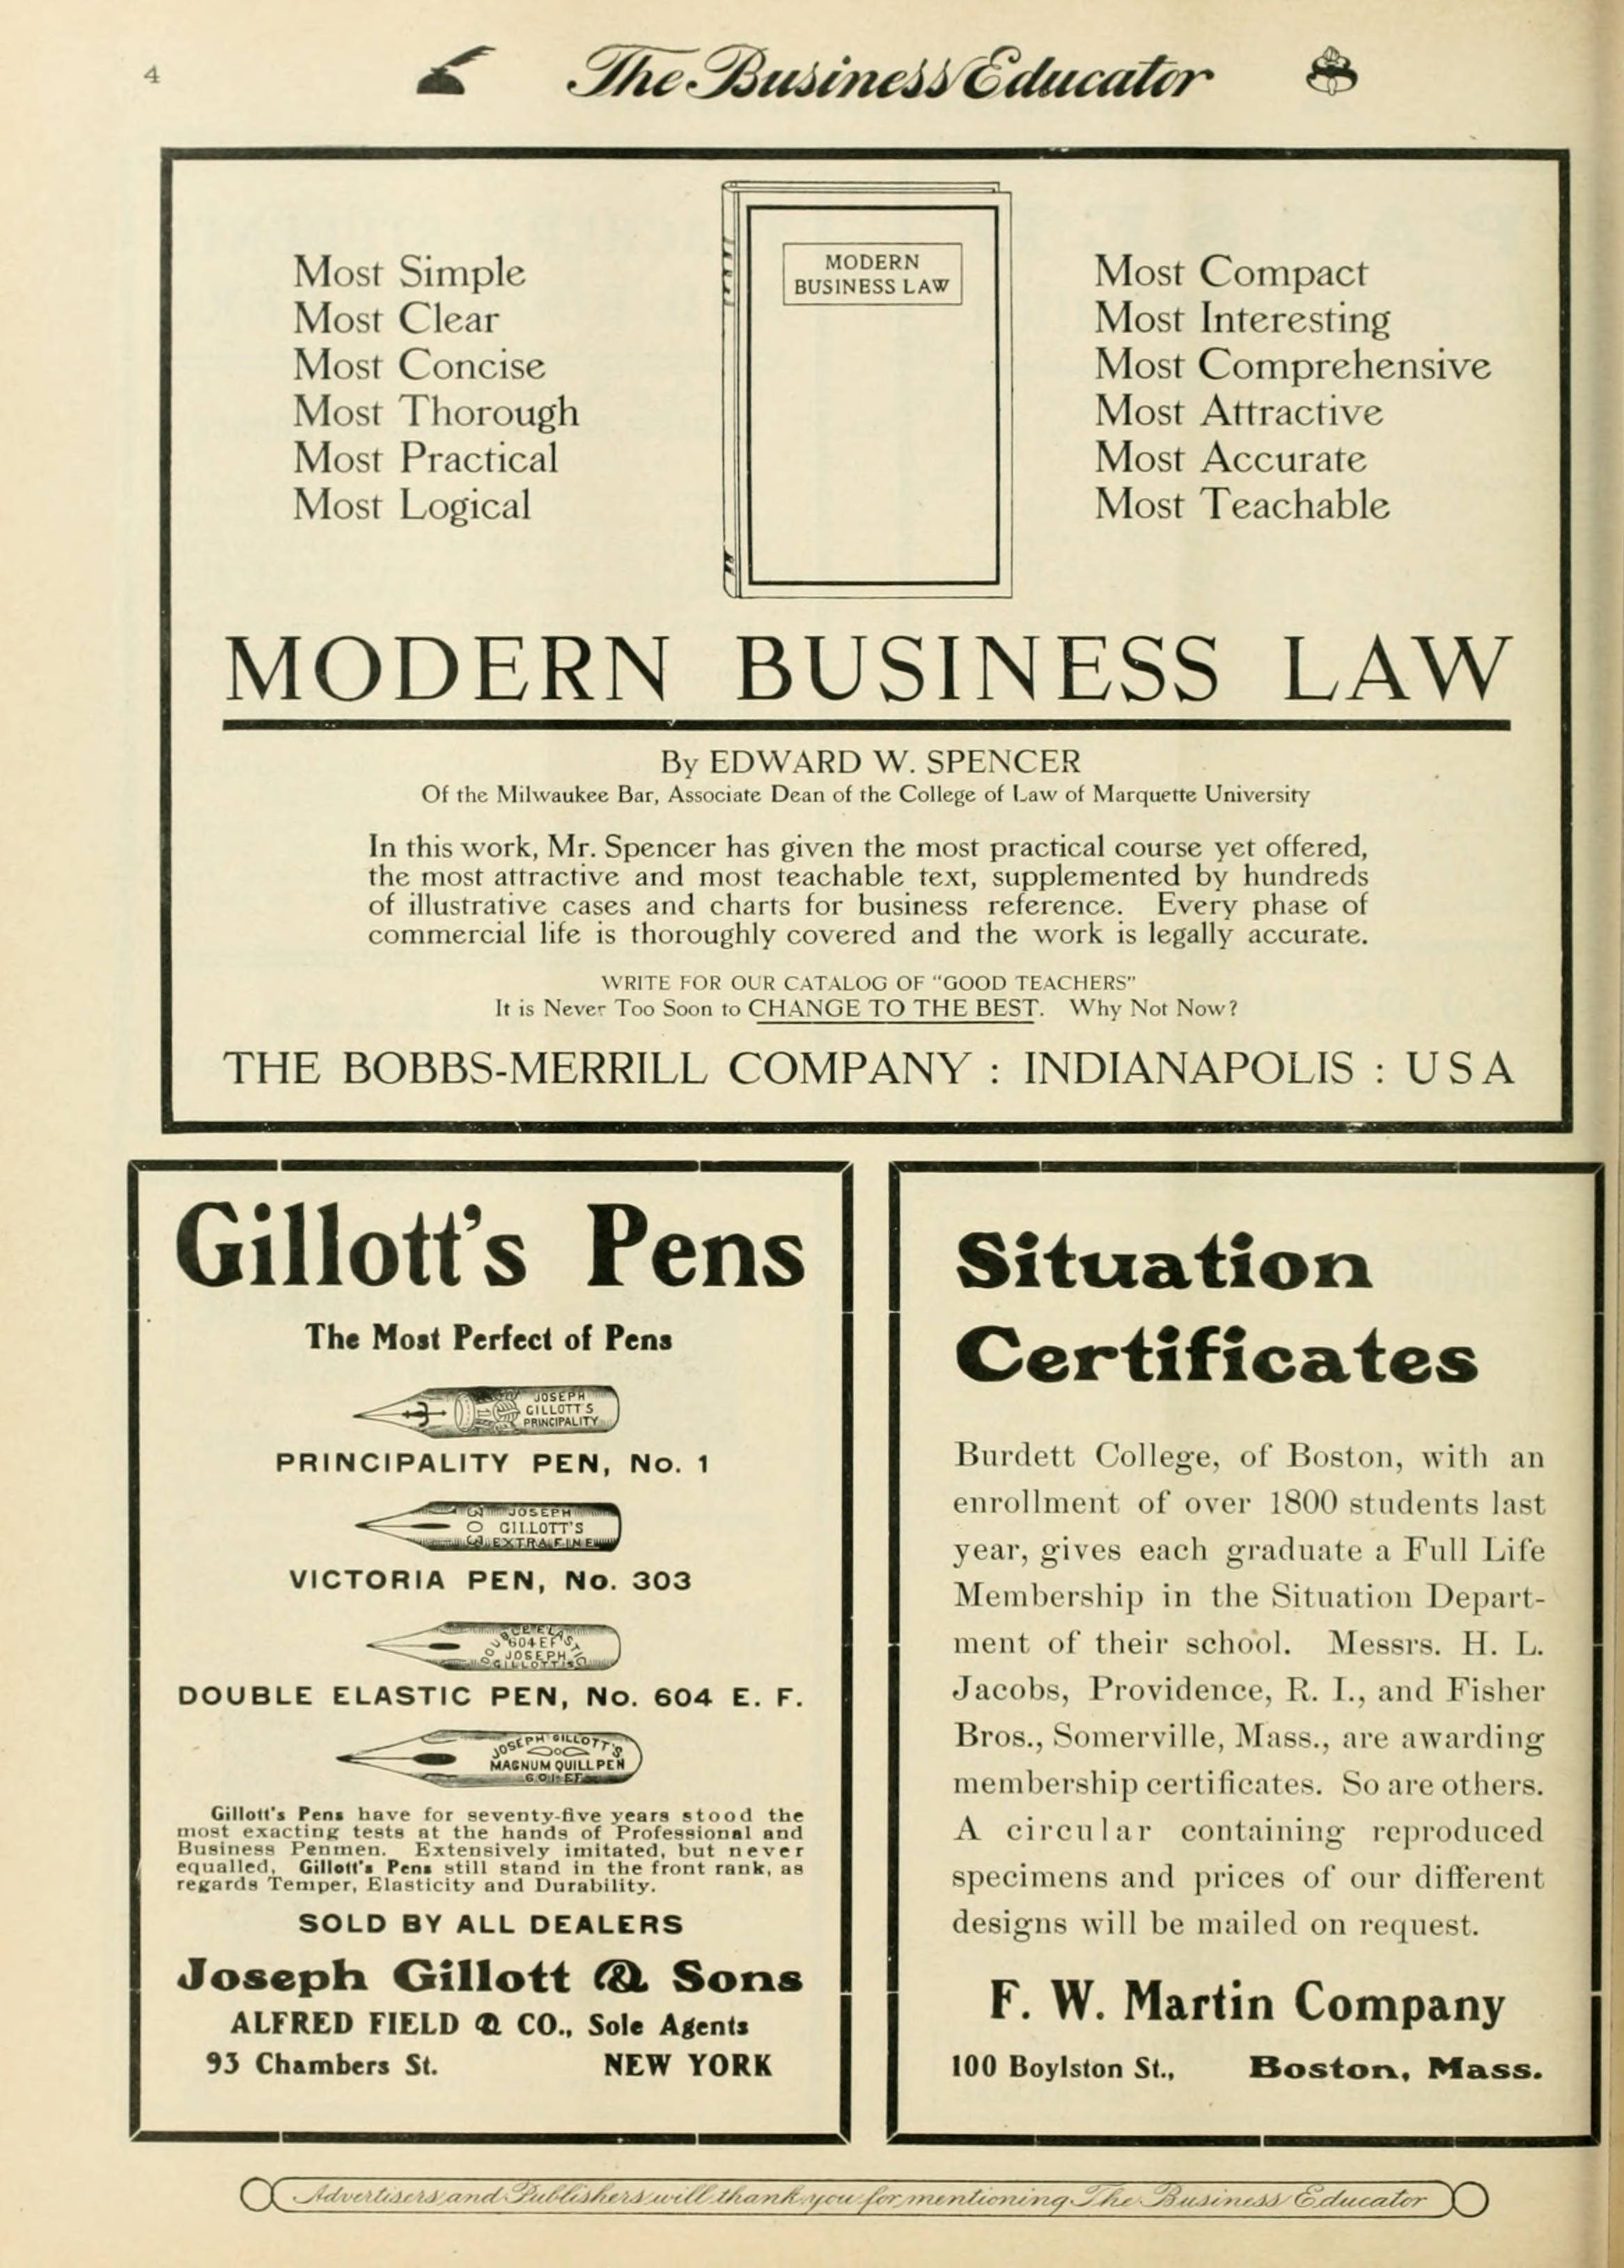 4
The Business Educator
Most Simple
Most Clear
Most Concise
Most Thorough
Most Practical
Most Logical
MODERN
BUSINESS LAW
Most Compact
Most Interesting
Most Comprehensive
Most Attractive
Most Accurate
Most Teachable
MODERN BUSINESS LAW
By EDWARD W. SPENCER
Of the Milwaukee Bar, Associate Dean of the College of Law of Marquette University
In this work, Mr. Spencer has given the most practical course yet offered,
the most attractive and most teachable text, supplemented by hundreds
of illustrative cases and charts for business reference. Every phase of
commercial life is thoroughly covered and the work is legally accurate.
WRITE FOR OUR CATALOG OF "GOOD TEACHERS"
It is Never Too Soon to CHANGE TO THE BEST. Why Not Now?
THE BOBBS-MERRILL COMPANY : INDIANAPOLIS : USA
Gillott's Pens
The Most Perfect of Pens
JOSEPH
GILLOTT'S
PRINCIPALITY
PRINCIPALITY PEN, No. 1
303
JOSEPH
GILLOTT'S
EXTRA FINE
VICTORIA PEN, No. 303
DOUBLE ELASTIC
604 EF
JOSEPH
GILLOTT'S
DOUBLE ELASTIC PEN, No. 604 E. F.
JOSEPH GILLOTT'S
MAGNUM QUILL PEN
601 EF
Gillott's Pens have for seventy-five years stood the
most exacting tests at the hands of Professional and
Business Penmen. Extensively imitated, but never
equalled, Gillott's Pens still stand in the front rank, as
regards Temper, Elasticity and Durability.
SOLD BY ALL DEALERS
Joseph Gillott & Sons
ALFRED FIELD & CO., Sole Agents
93 Chambers St. NEW YORK
Situation
Certificates
Burdett College, of Boston, with an
enrollment of over 1800 students last
year, gives each graduate a Full Life
Membership in the Situation Depart-
ment of their school. Messrs. H. L.
Jacobs, Providence, R. I., and Fisher
Bros., Somerville, Mass., are awarding
membership certificates. So are others.
A circular containing reproduced
specimens and prices of our different
designs will be mailed on request.
F. W. Martin Company
100 Boylston St., Boston, Mass.
Advertisers and Publishers will thank you for mentioning The Business Educator